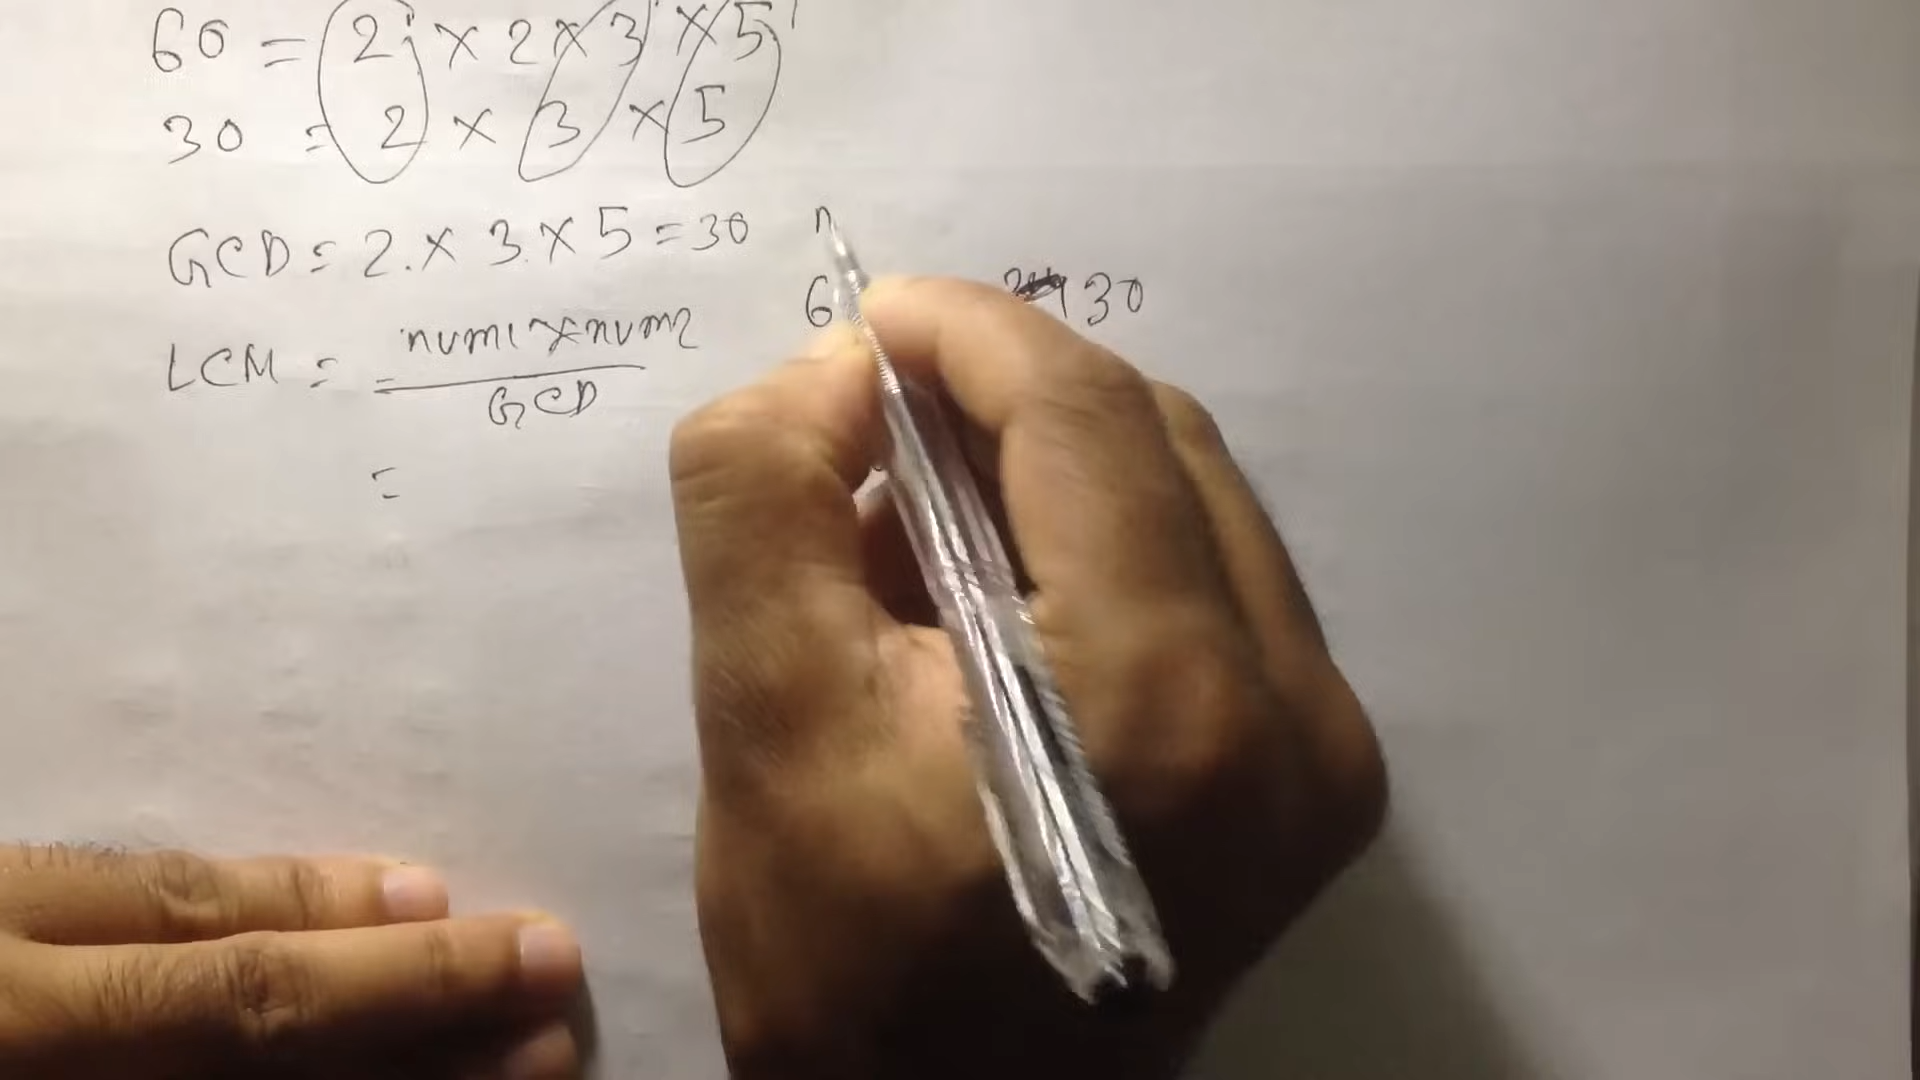 60 = 2 × 2 × 3 × 5
30 = 2 × 3 × 5
GCD = 2 × 3 × 5 = 30
n
6 30
LCM = = num1 × num2
GCD
=